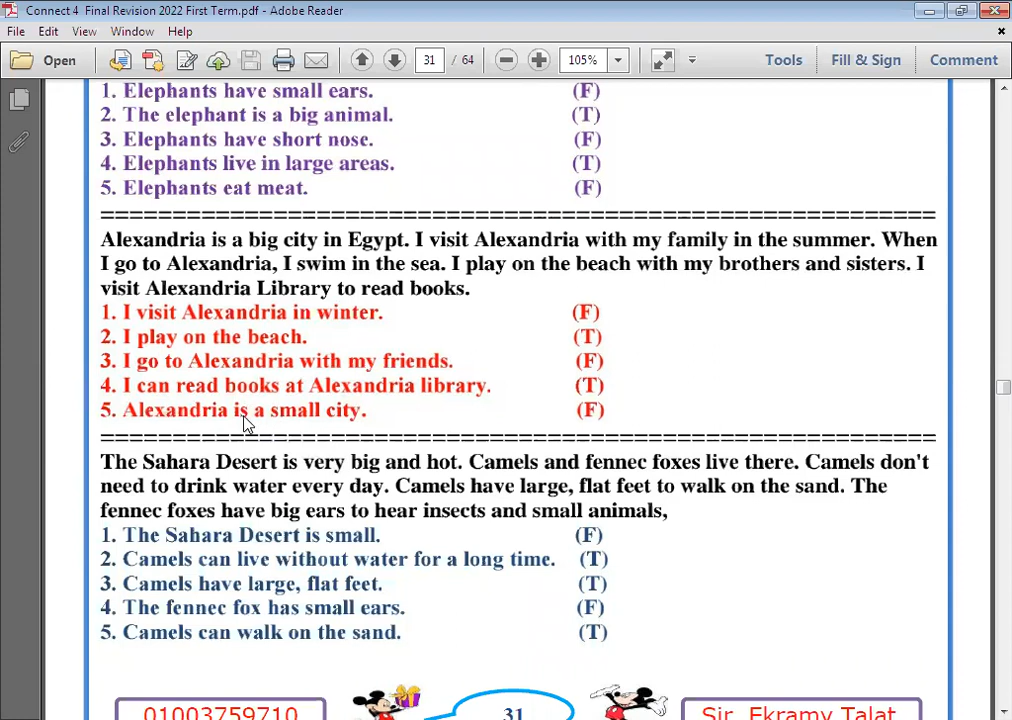 Connect 4 Final Revision 2022 First Term.pdf - Adobe Reader
File Edit View Window Help
Open 31 / 64 105% Tools Fill & Sign Comment
1. Elephants have small ears. (F)
2. The elephant is a big animal. (T)
3. Elephants have short nose. (F)
4. Elephants live in large areas. (T)
5. Elephants eat meat. (F)
==================================================================
Alexandria is a big city in Egypt. I visit Alexandria with my family in the summer. When
I go to Alexandria, I swim in the sea. I play on the beach with my brothers and sisters. I
visit Alexandria Library to read books.
1. I visit Alexandria in winter. (F)
2. I play on the beach. (T)
3. I go to Alexandria with my friends. (F)
4. I can read books at Alexandria library. (T)
5. Alexandria is a small city. (F)
==================================================================
The Sahara Desert is very big and hot. Camels and fennec foxes live there. Camels don't
need to drink water every day. Camels have large, flat feet to walk on the sand. The
fennec foxes have big ears to hear insects and small animals,
1. The Sahara Desert is small. (F)
2. Camels can live without water for a long time. (T)
3. Camels have large, flat feet. (T)
4. The fennec fox has small ears. (F)
5. Camels can walk on the sand. (T)
01003759710 31 Sir. Ekramy Talat